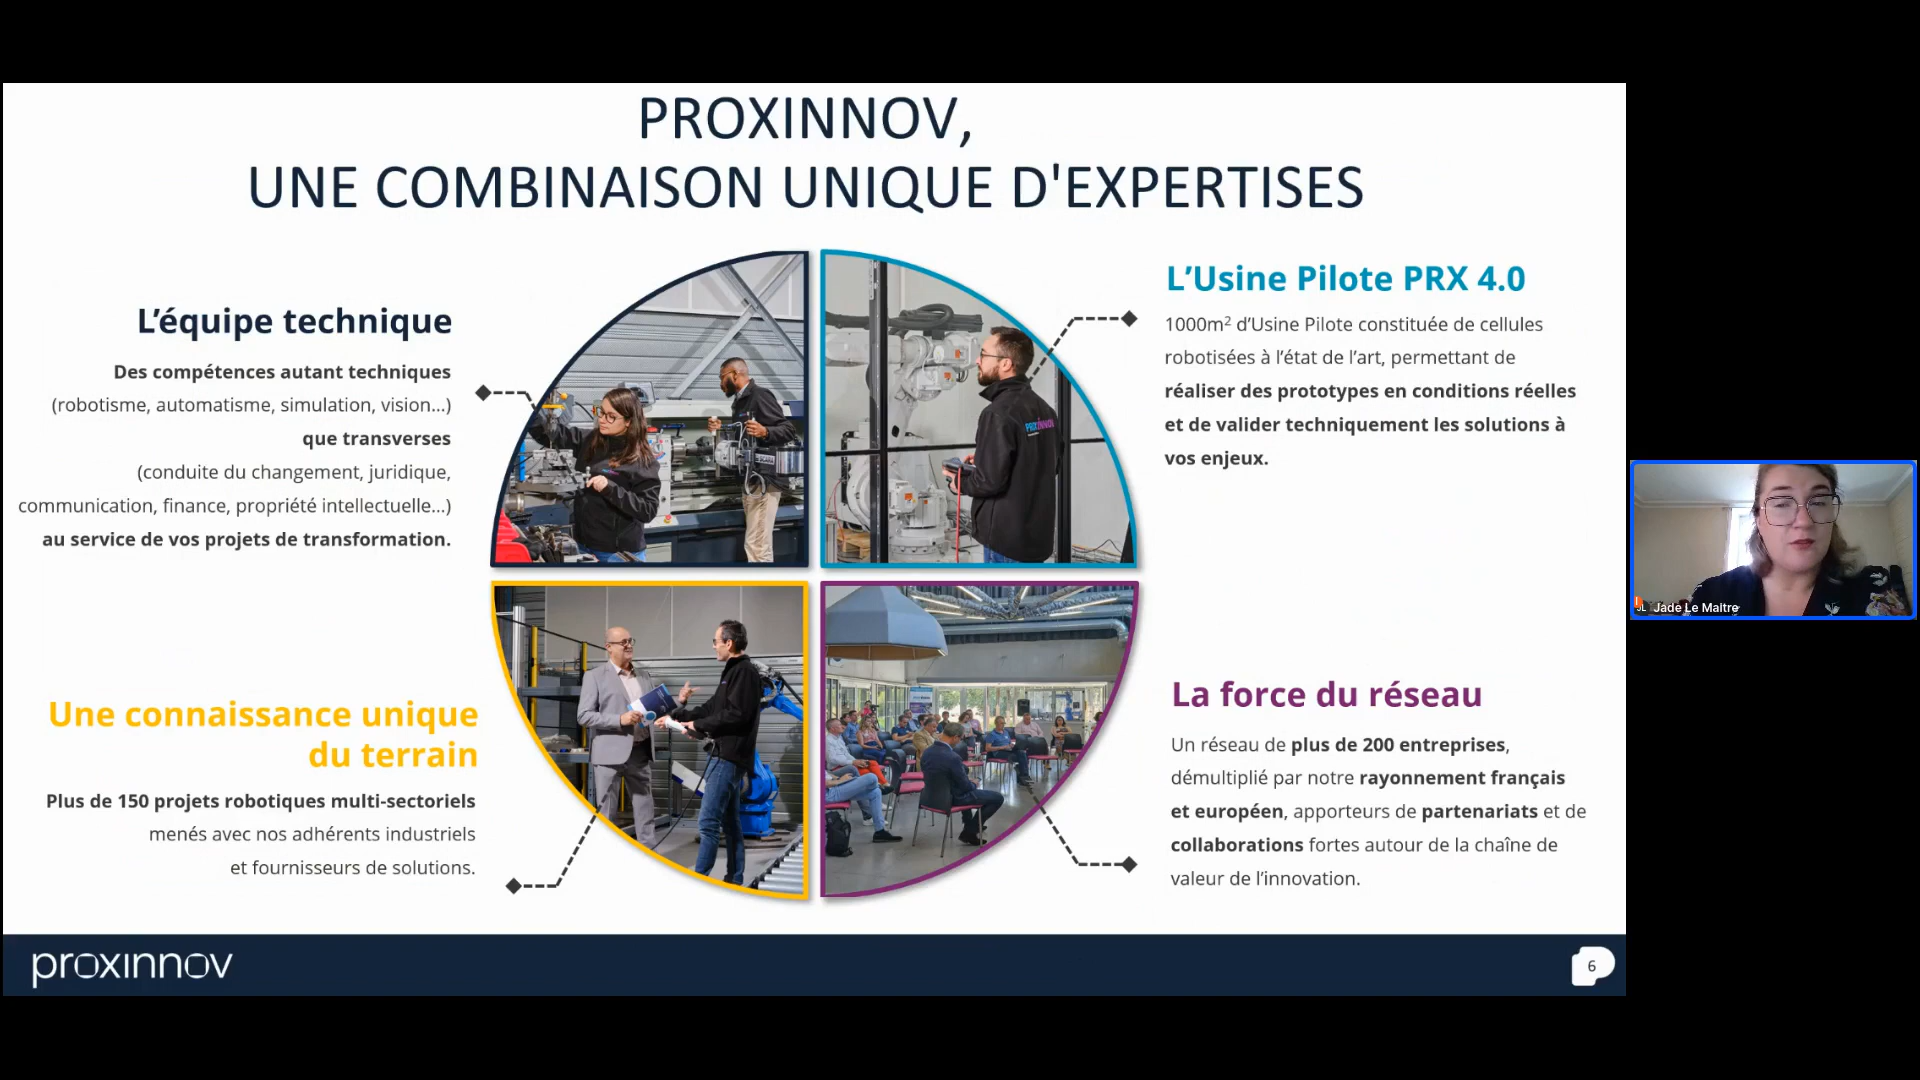 PROXINNOV,
UNE COMBINAISON UNIQUE D'EXPERTISES
L’équipe technique
Des compétences autant techniques
(robotisme, automatisme, simulation, vision...)
que transverses
(conduite du changement, juridique,
communication, finance, propriété intellectuelle...)
au service de vos projets de transformation.
L’Usine Pilote PRX 4.0
1000m² d’Usine Pilote constituée de cellules
robotisées à l’état de l’art, permettant de
réaliser des prototypes en conditions réelles
et de valider techniquement les solutions à
vos enjeux.
PROXINNOV
Une connaissance unique
du terrain
Plus de 150 projets robotiques multi-sectoriels
menés avec nos adhérents industriels
et fournisseurs de solutions.
La force du réseau
Un réseau de plus de 200 entreprises,
démultiplié par notre rayonnement français
et européen, apporteurs de partenariats et de
collaborations fortes autour de la chaîne de
valeur de l’innovation.
proxinnov
6
Jade Le Maitre